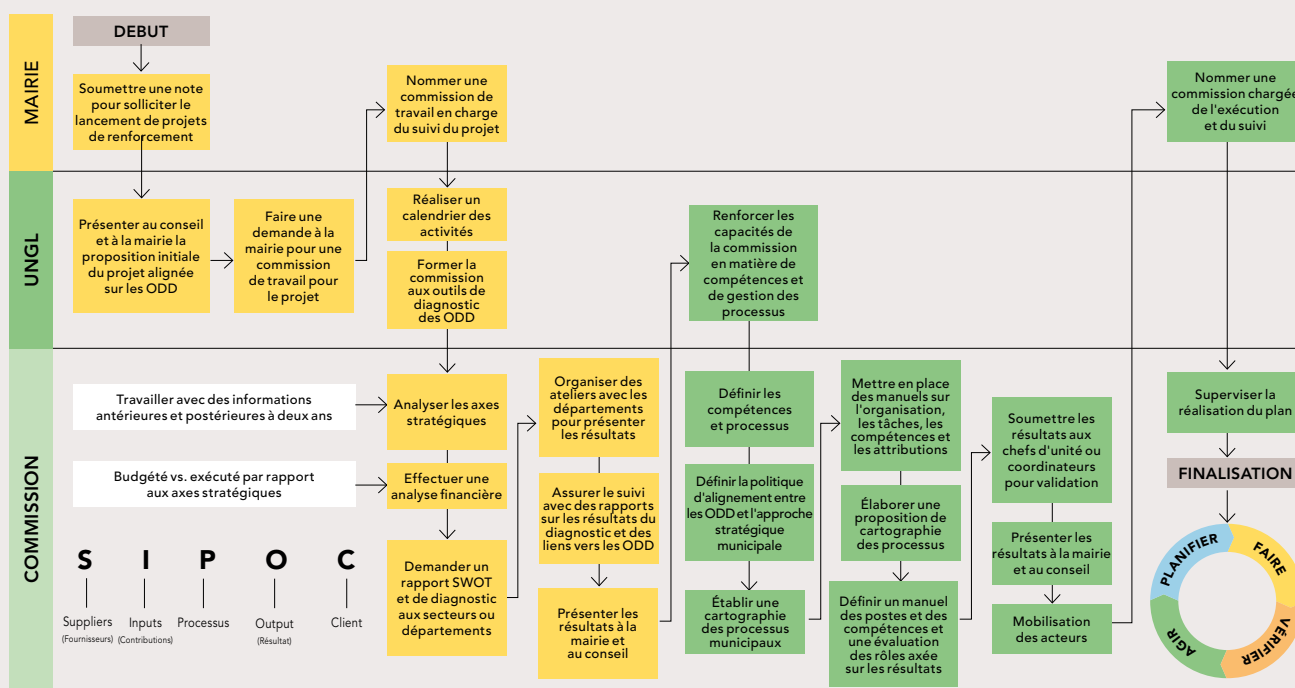 MAIRIE
DEBUT
Soumettre une note
pour solliciter le
lancement de projets
de renforcement
Nommer une
commission de
travail en charge
du suivi du projet
Nommer une
commission chargée
de l'exécution
et du suivi
UNGL
Présenter au conseil
et à la mairie la
proposition initiale
du projet alignée
sur les ODD
Faire une
demande à la
mairie pour une
commission
de travail pour
le projet
Réaliser un
calendrier des
activités
Former la
commission
aux outils de
diagnostic
des ODD
Renforcer les
capacités de
la commission
en matière de
compétences et
de gestion des
processus
COMMISSION
Travailler avec des informations
antérieures et postérieures à deux ans
Budgété vs. exécuté par rapport
aux axes stratégiques
Analyser les axes
stratégiques
Effectuer une
analyse financière
Demander un
rapport SWOT
et de diagnostic
aux secteurs ou
départements
Organiser des
ateliers avec les
départements
pour présenter
les résultats
Assurer le suivi
avec des rapports
sur les résultats du
diagnostic et des
liens vers les ODD
Présenter les
résultats à la
mairie et
au conseil
Définir les
compétences
et processus
Définir la politique
d'alignement entre
les ODD et l'approche
stratégique
municipale
Établir une
cartographie
des processus
municipaux
Mettre en place
des manuels sur
l'organisation,
les tâches, les
compétences et
les attributions
Élaborer une
proposition de
cartographie
des processus
Définir un manuel
des postes et des
compétences et
une évaluation
des rôles axée
sur les résultats
Soumettre les
résultats aux
chefs d'unité ou
coordinateurs
pour validation
Présenter les
résultats à la mairie
et au conseil
Mobilisation
des acteurs
Superviser la
réalisation du plan
FINALISATION
PLANIFIER
FAIRE
VÉRIFIER
AGIR
S I P O C
Suppliers Inputs Processus Output Client
(Fournisseurs) (Contributions) (Résultat)